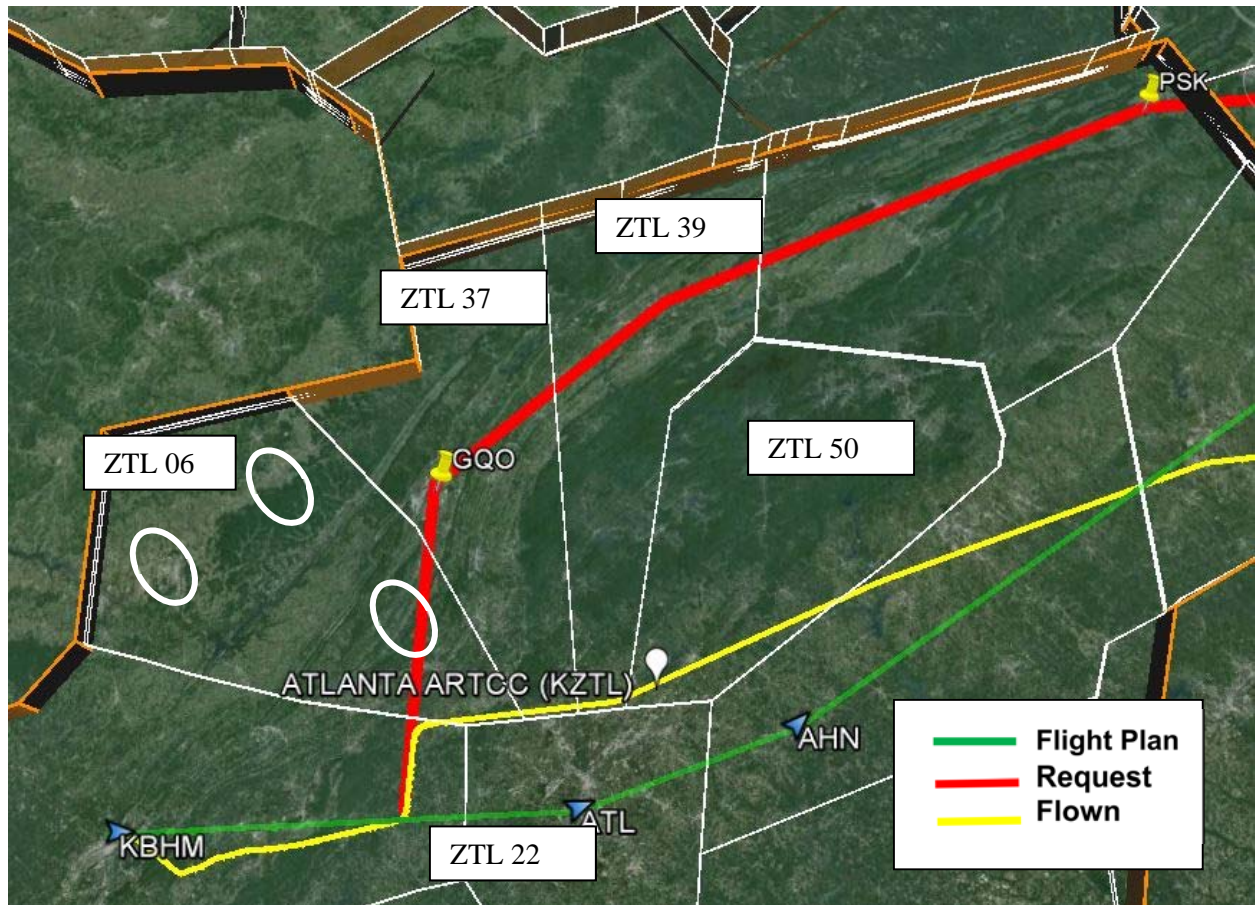 PSK
ZTL 39
ZTL 37
ZTL 06
GQO
ZTL 50
ATLANTA ARTCC (KZTL)
AHN
ATL
KBHM
ZTL 22
Flight Plan
Request
Flown